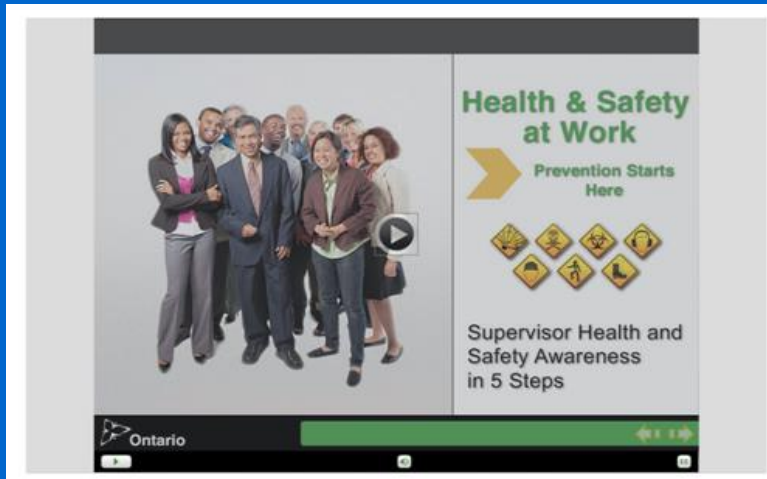 Health & Safety
at Work
Prevention Starts
Here
Supervisor Health and
Safety Awareness
in 5 Steps
Ontario